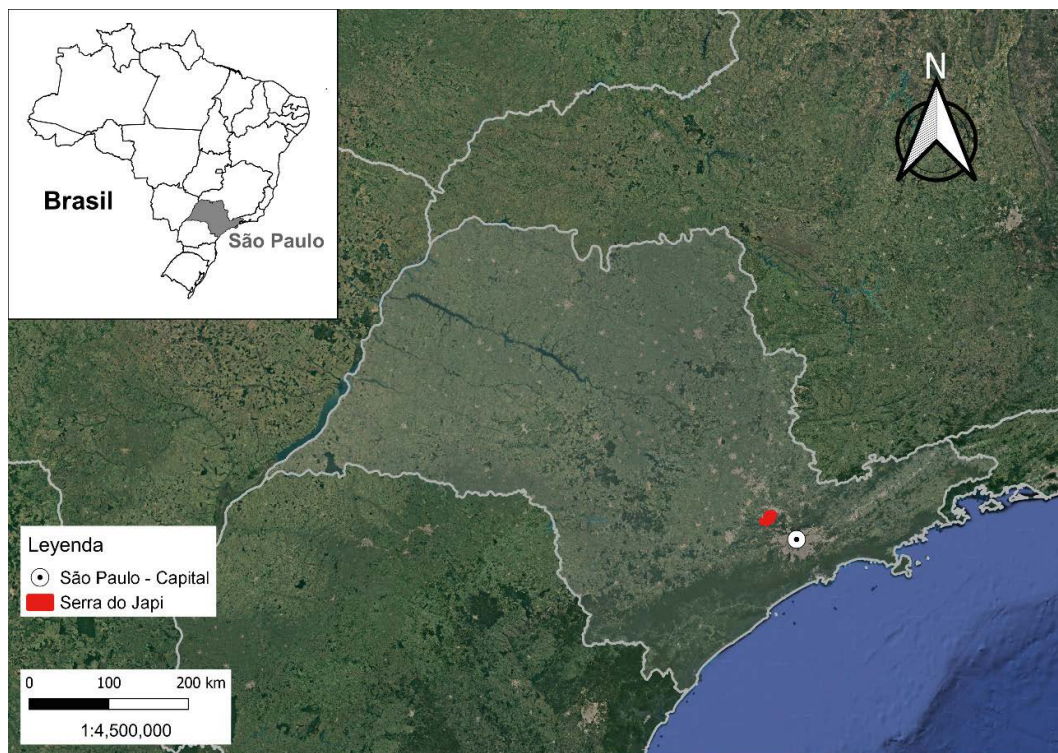 Brasil
São Paulo
N
Leyenda
São Paulo - Capital
Serra do Japi
0 100 200 km
1:4,500,000